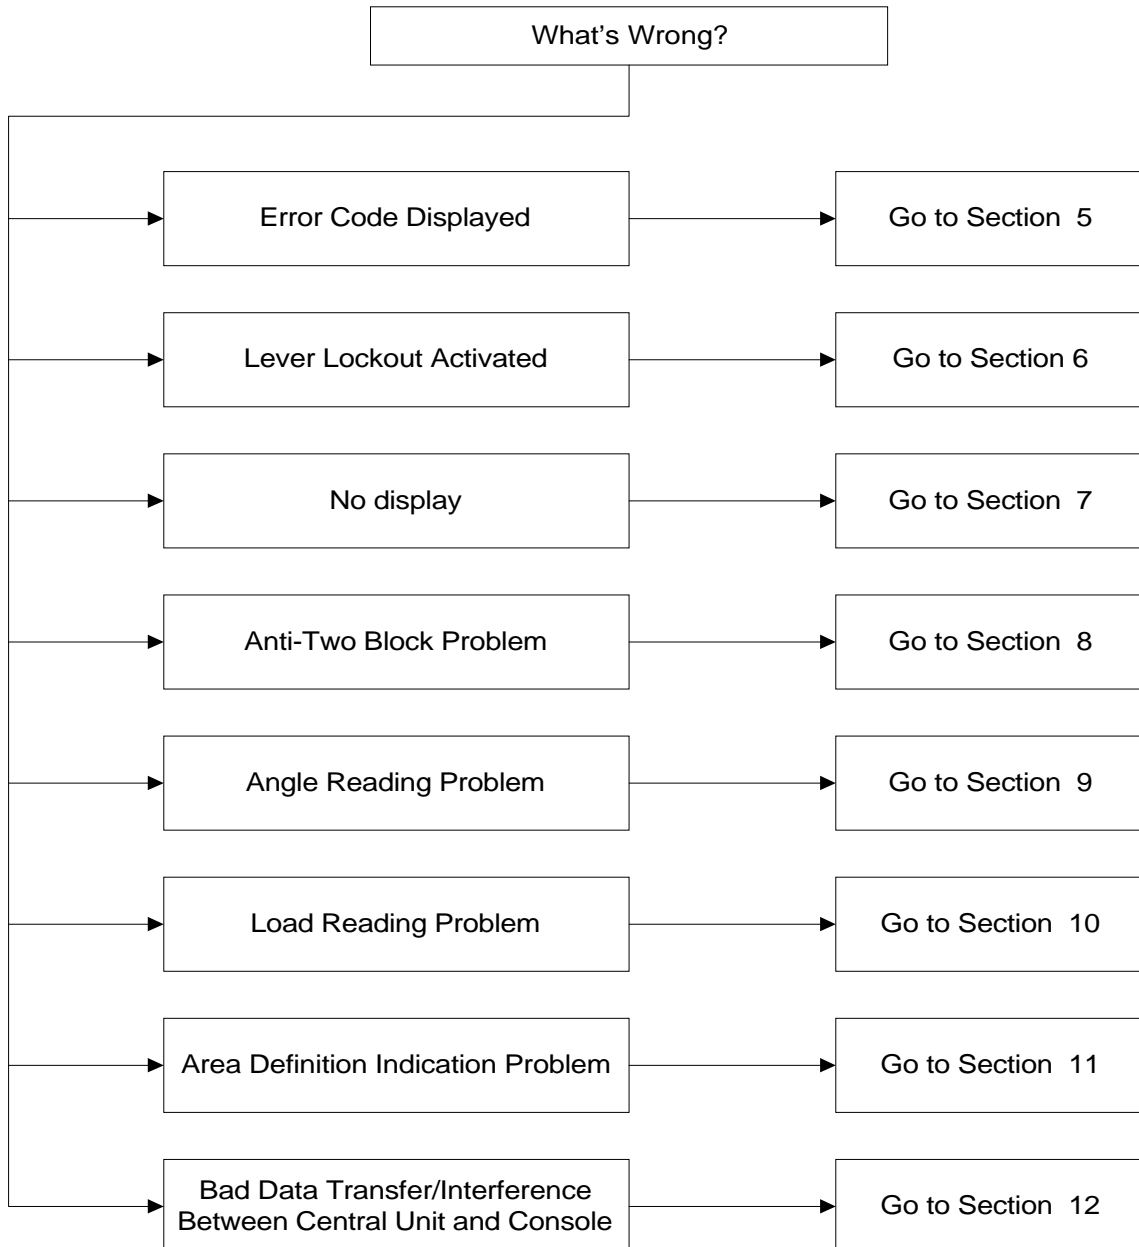 What’s Wrong?
Error Code Displayed
Go to Section 5
Lever Lockout Activated
Go to Section 6
No display
Go to Section 7
Anti-Two Block Problem
Go to Section 8
Angle Reading Problem
Go to Section 9
Load Reading Problem
Go to Section 10
Area Definition Indication Problem
Go to Section 11
Bad Data Transfer/Interference
Between Central Unit and Console
Go to Section 12